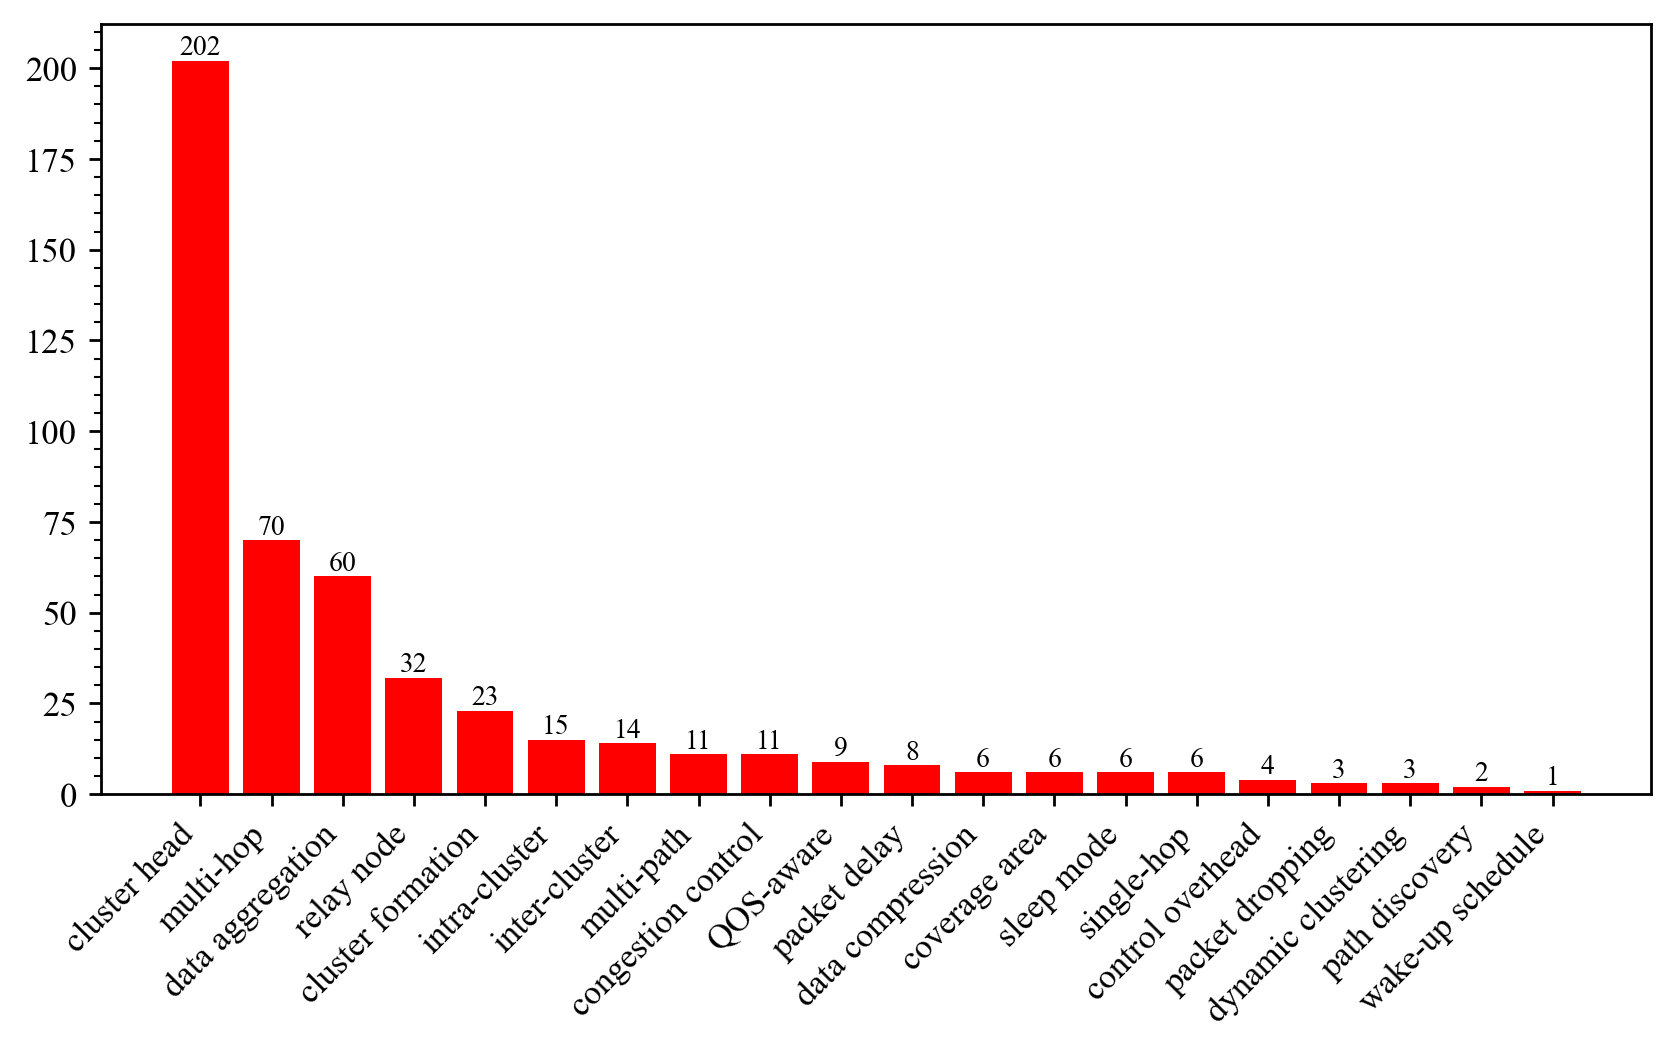 202
200
175
150
125
100
75
50
25
0
70
60
32
23
15
14
11
11
9
8
6
6
6
6
4
3
3
2
1
cluster head
multi-hop
data aggregation
relay node
cluster formation
intra-cluster
inter-cluster
multi-path
congestion control
QOS-aware
packet delay
data compression
coverage area
sleep mode
single-hop
control overhead
packet dropping
dynamic clustering
path discovery
wake-up schedule